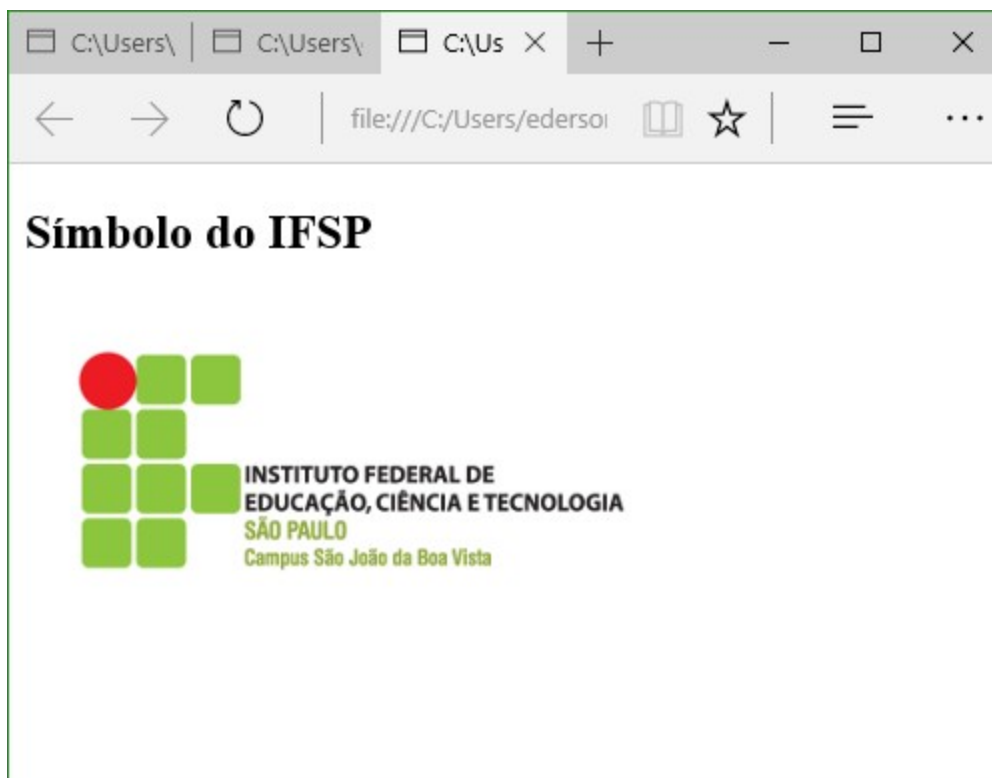 C:\Users\ C:\Users\ C:\Us
file:///C:/Users/ederso
Símbolo do IFSP
INSTITUTO FEDERAL DE
EDUCAÇÃO, CIÊNCIA E TECNOLOGIA
SÃO PAULO
Campus São João da Boa Vista